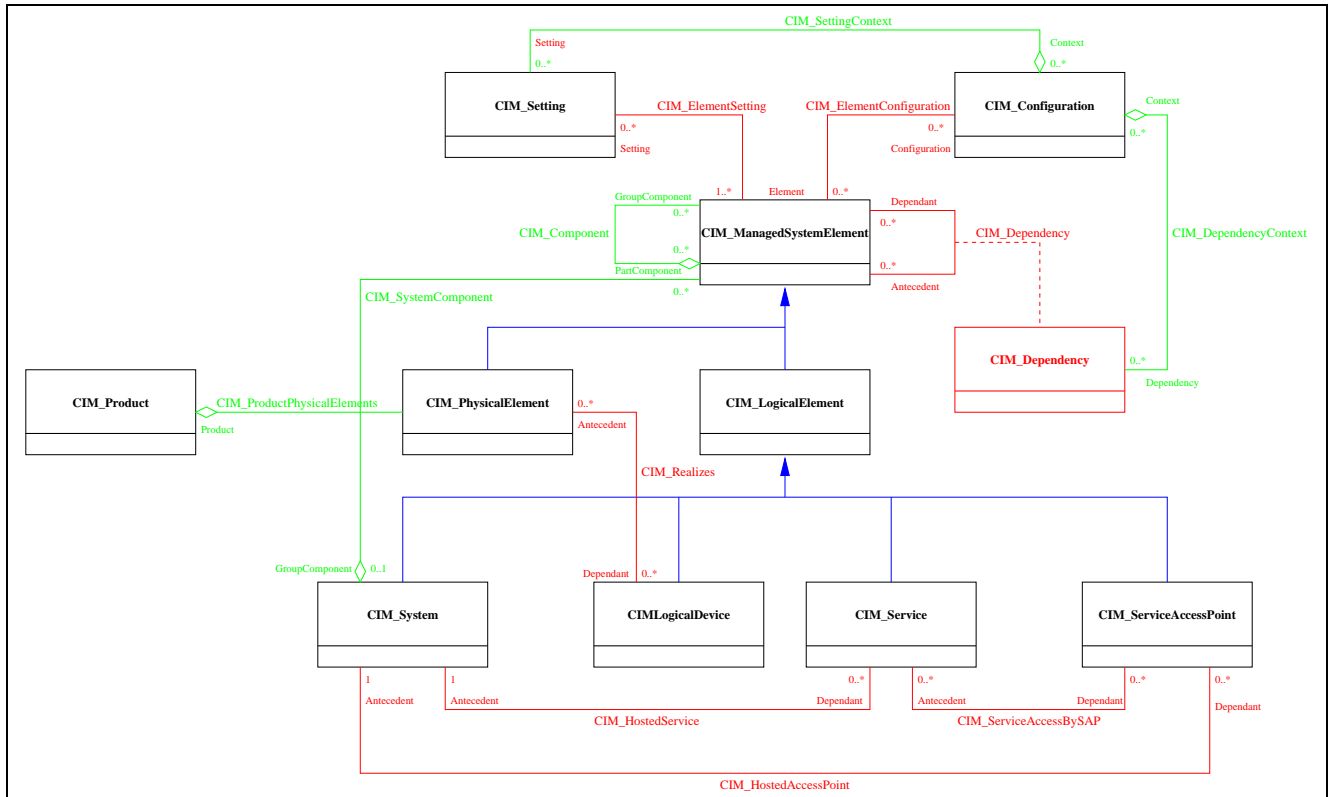 CIM_SettingContext
Setting
Context
0..*
0..*
CIM_Setting
CIM_ElementSetting
CIM_ElementConfiguration
CIM_Configuration
Context
0..*
0..*
0..*
Setting
Configuration
GroupComponent
1..*
Element
0..*
Dependant
0..*
0..*
CIM_Component
CIM_ManagedSystemElement
CIM_Dependency
CIM_DependencyContext
0..*
0..*
PartComponent
Antecedent
CIM_SystemComponent
0..*
CIM_Dependency
0..*
Dependency
CIM_Product
CIM_ProductPhysicalElements
Product
CIM_PhysicalElement
0..*
Antecedent
CIM_LogicalElement
CIM_Realizes
GroupComponent
0..1
Dependant
0..*
CIM_System
CIMLogicalDevice
CIM_Service
CIM_ServiceAccessPoint
1
1
0..*
0..*
0..*
0..*
Antecedent
Antecedent
Dependant
Antecedent
Dependant
Dependant
CIM_HostedService
CIM_ServiceAccessBySAP
CIM_HostedAccessPoint